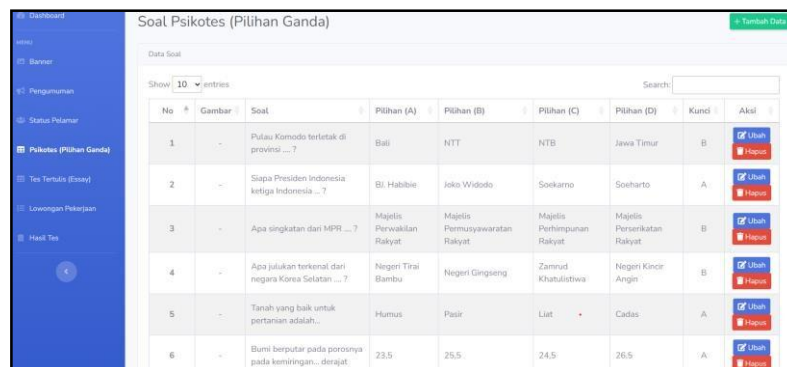 Dashboard
Soal Psikotes (Pilihan Ganda)
+ Tambah Data
MENU
Banner
Pengumuman
Status Pelamar
Psikotes (Pilihan Ganda)
Tes Tertulis (Essay)
Lowongan Pekerjaan
Hasil Tes
Data Soal
Show 10 entries
Search:
No Gambar Soal Pilihan (A) Pilihan (B) Pilihan (C) Pilihan (D) Kunci Aksi
1 - Pulau Komodo terletak di Bali NTT NTB Jawa Timur B Ubah
provinsi .... ? Hapus
2 - Siapa Presiden Indonesia BJ. Habibie Joko Widodo Soekarno Soeharto A Ubah
ketiga Indonesia ... ? Hapus
3 - Apa singkatan dari MPR .... ? Majelis Majelis Majelis Majelis B Ubah
Perwakilan Permusyawaratan Perhimpunan Perserikatan Hapus
Rakyat Rakyat Rakyat Rakyat
4 - Apa julukan terkenal dari Negeri Tirai Negeri Gingseng Zamrud Negeri Kincir B Ubah
negara Korea Selatan .... ? Bambu Khatulistiwa Angin Hapus
5 - Tanah yang baik untuk Humus Pasir Liat Cadas A Ubah
pertanian adalah... Hapus
6 - Bumi berputar pada porosnya 23,5 25,5 24,5 26,5 A Ubah
pada kemiringan... derajat Hapus